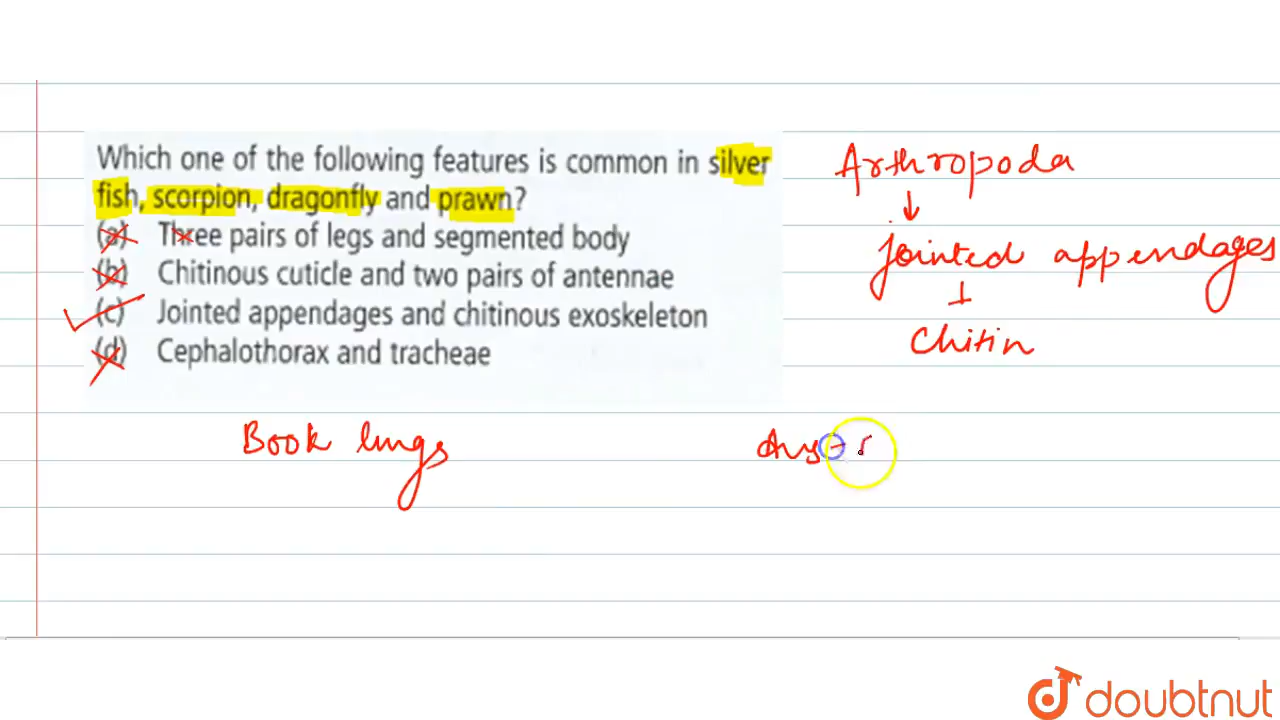 Which one of the following features is common in silver
fish, scorpion, dragonfly and prawn?
(a) Three pairs of legs and segmented body
(b) Chitinous cuticle and two pairs of antennae
(c) Jointed appendages and chitinous exoskeleton
(d) Cephalothorax and tracheae
Arthropoda
↓
Jointed appendages
Chitin
Book lungs
Ans -
doubtnut